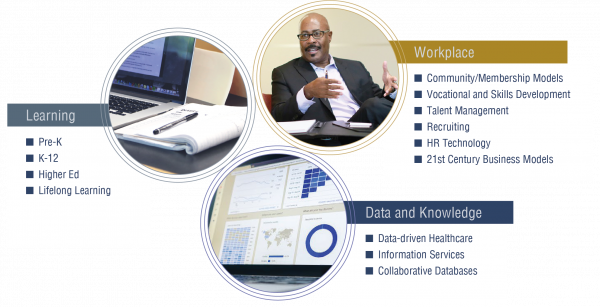 Workplace
Community/Membership Models
Vocational and Skills Development
Talent Management
Recruiting
HR Technology
21st Century Business Models
Learning
Pre-K
K-12
Higher Ed
Lifelong Learning
Data and Knowledge
Data-driven Healthcare
Information Services
Collaborative Databases